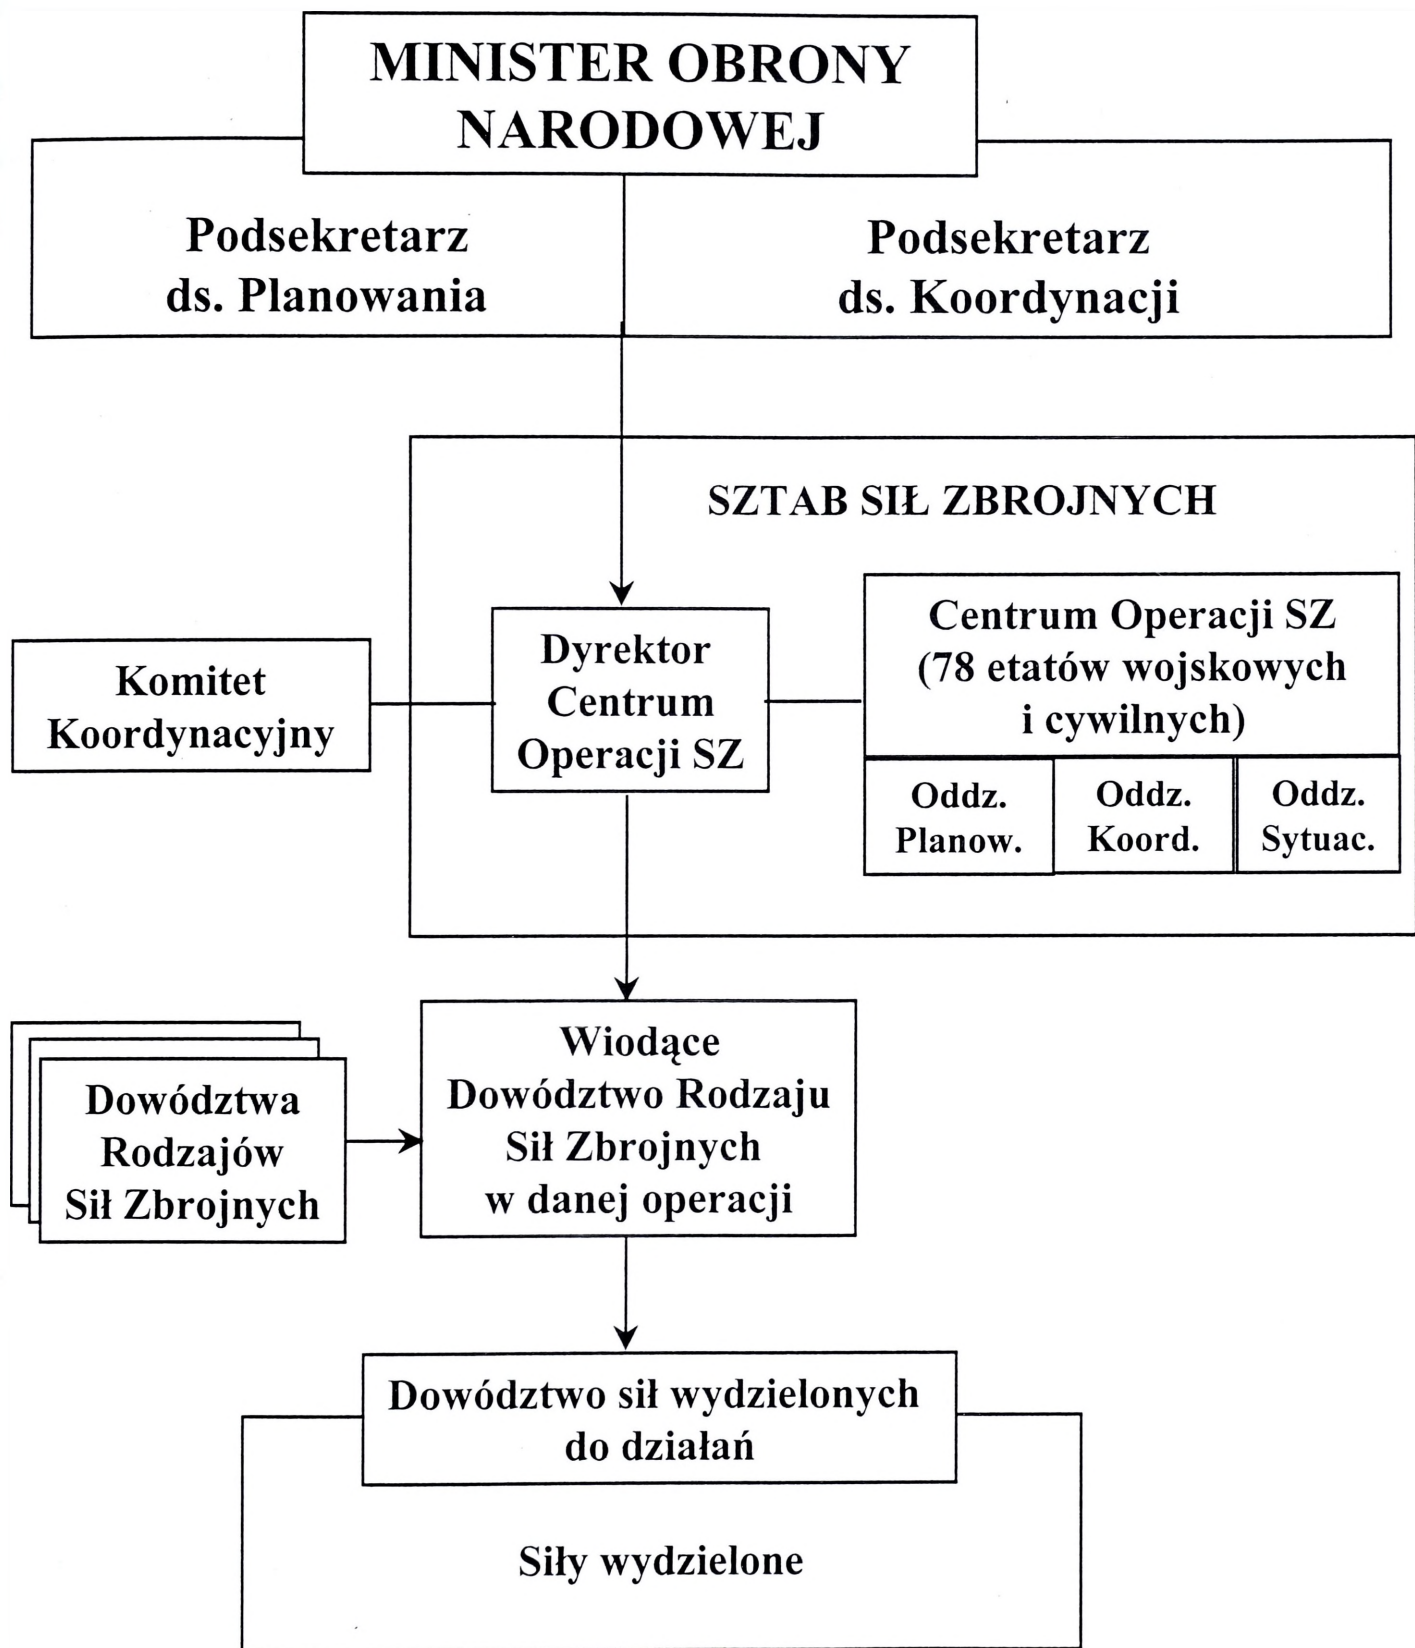 MINISTER OBRONY
NARODOWEJ
Podsekretarz
ds. Planowania
Podsekretarz
ds. Koordynacji
SZTAB SIŁ ZBROJNYCH
Komitet
Koordynacyjny
Dyrektor
Centrum
Operacji SZ
Centrum Operacji SZ
(78 etatów wojskowych
i cywilnych)
Oddz.
Planow.
Oddz.
Koord.
Oddz.
Sytuac.
Dowództwa
Rodzajów
Sił Zbrojnych
Wiodące
Dowództwo Rodzaju
Sił Zbrojnych
w danej operacji
Dowództwo sił wydzielonych
do działań
Siły wydzielone